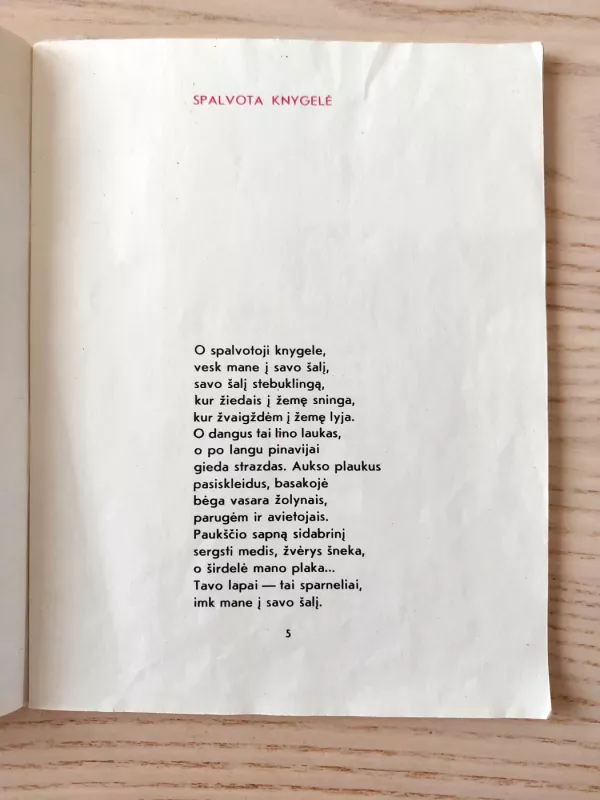 SPALVOTA KNYGELĖ
O spalvotoji knygele,
vesk mane į savo šalį,
savo šalį stebuklingą,
kur žiedais į žemę sninga,
kur žvaigždėm į žemę lyja.
O dangus tai lino laukas,
o po langu pinavijai
gieda strazdas. Aukso plaukus
pasiskleidus, basakojė
bėga vasara žolynais,
parugėm ir avietojais.
Paukščio sapną sidabrinį
sergsti medis, žvėrys šneka,
o širdelė mano plaka...
Tavo lapai — tai sparneliai,
imk mane į savo šalį.
5